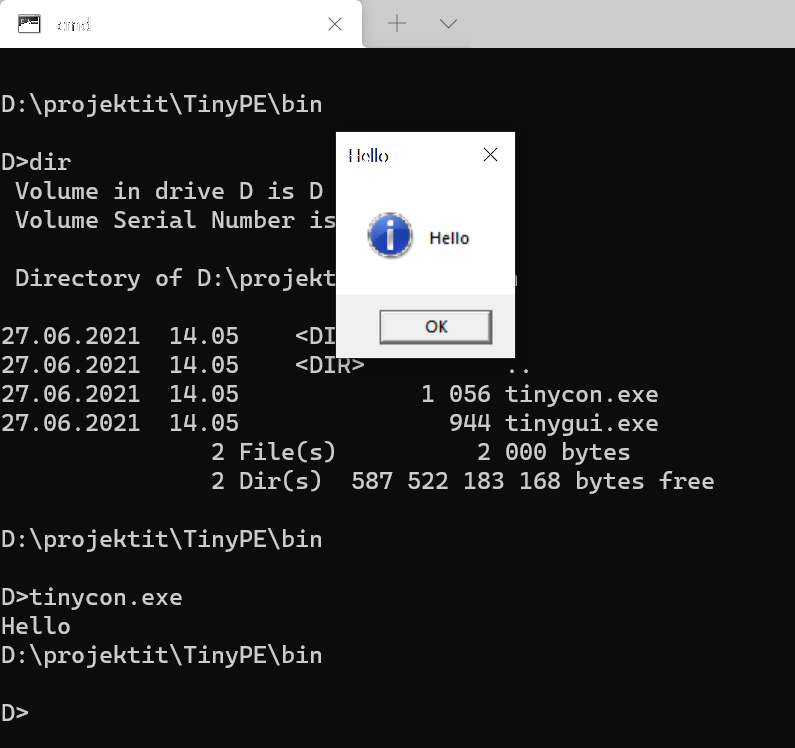 cmd
D:\projektit\TinyPE\bin
D>dir
Volume in drive D is D
Volume Serial Number is
Directory of D:\projekt
Hello
Hello
OK
27.06.2021  14.05    <DI
27.06.2021  14.05    <DIR>          ..
27.06.2021  14.05             1 056 tinycon.exe
27.06.2021  14.05               944 tinygui.exe
2 File(s)          2 000 bytes
2 Dir(s)  587 522 183 168 bytes free
D:\projektit\TinyPE\bin
D>tinycon.exe
Hello
D:\projektit\TinyPE\bin
D>